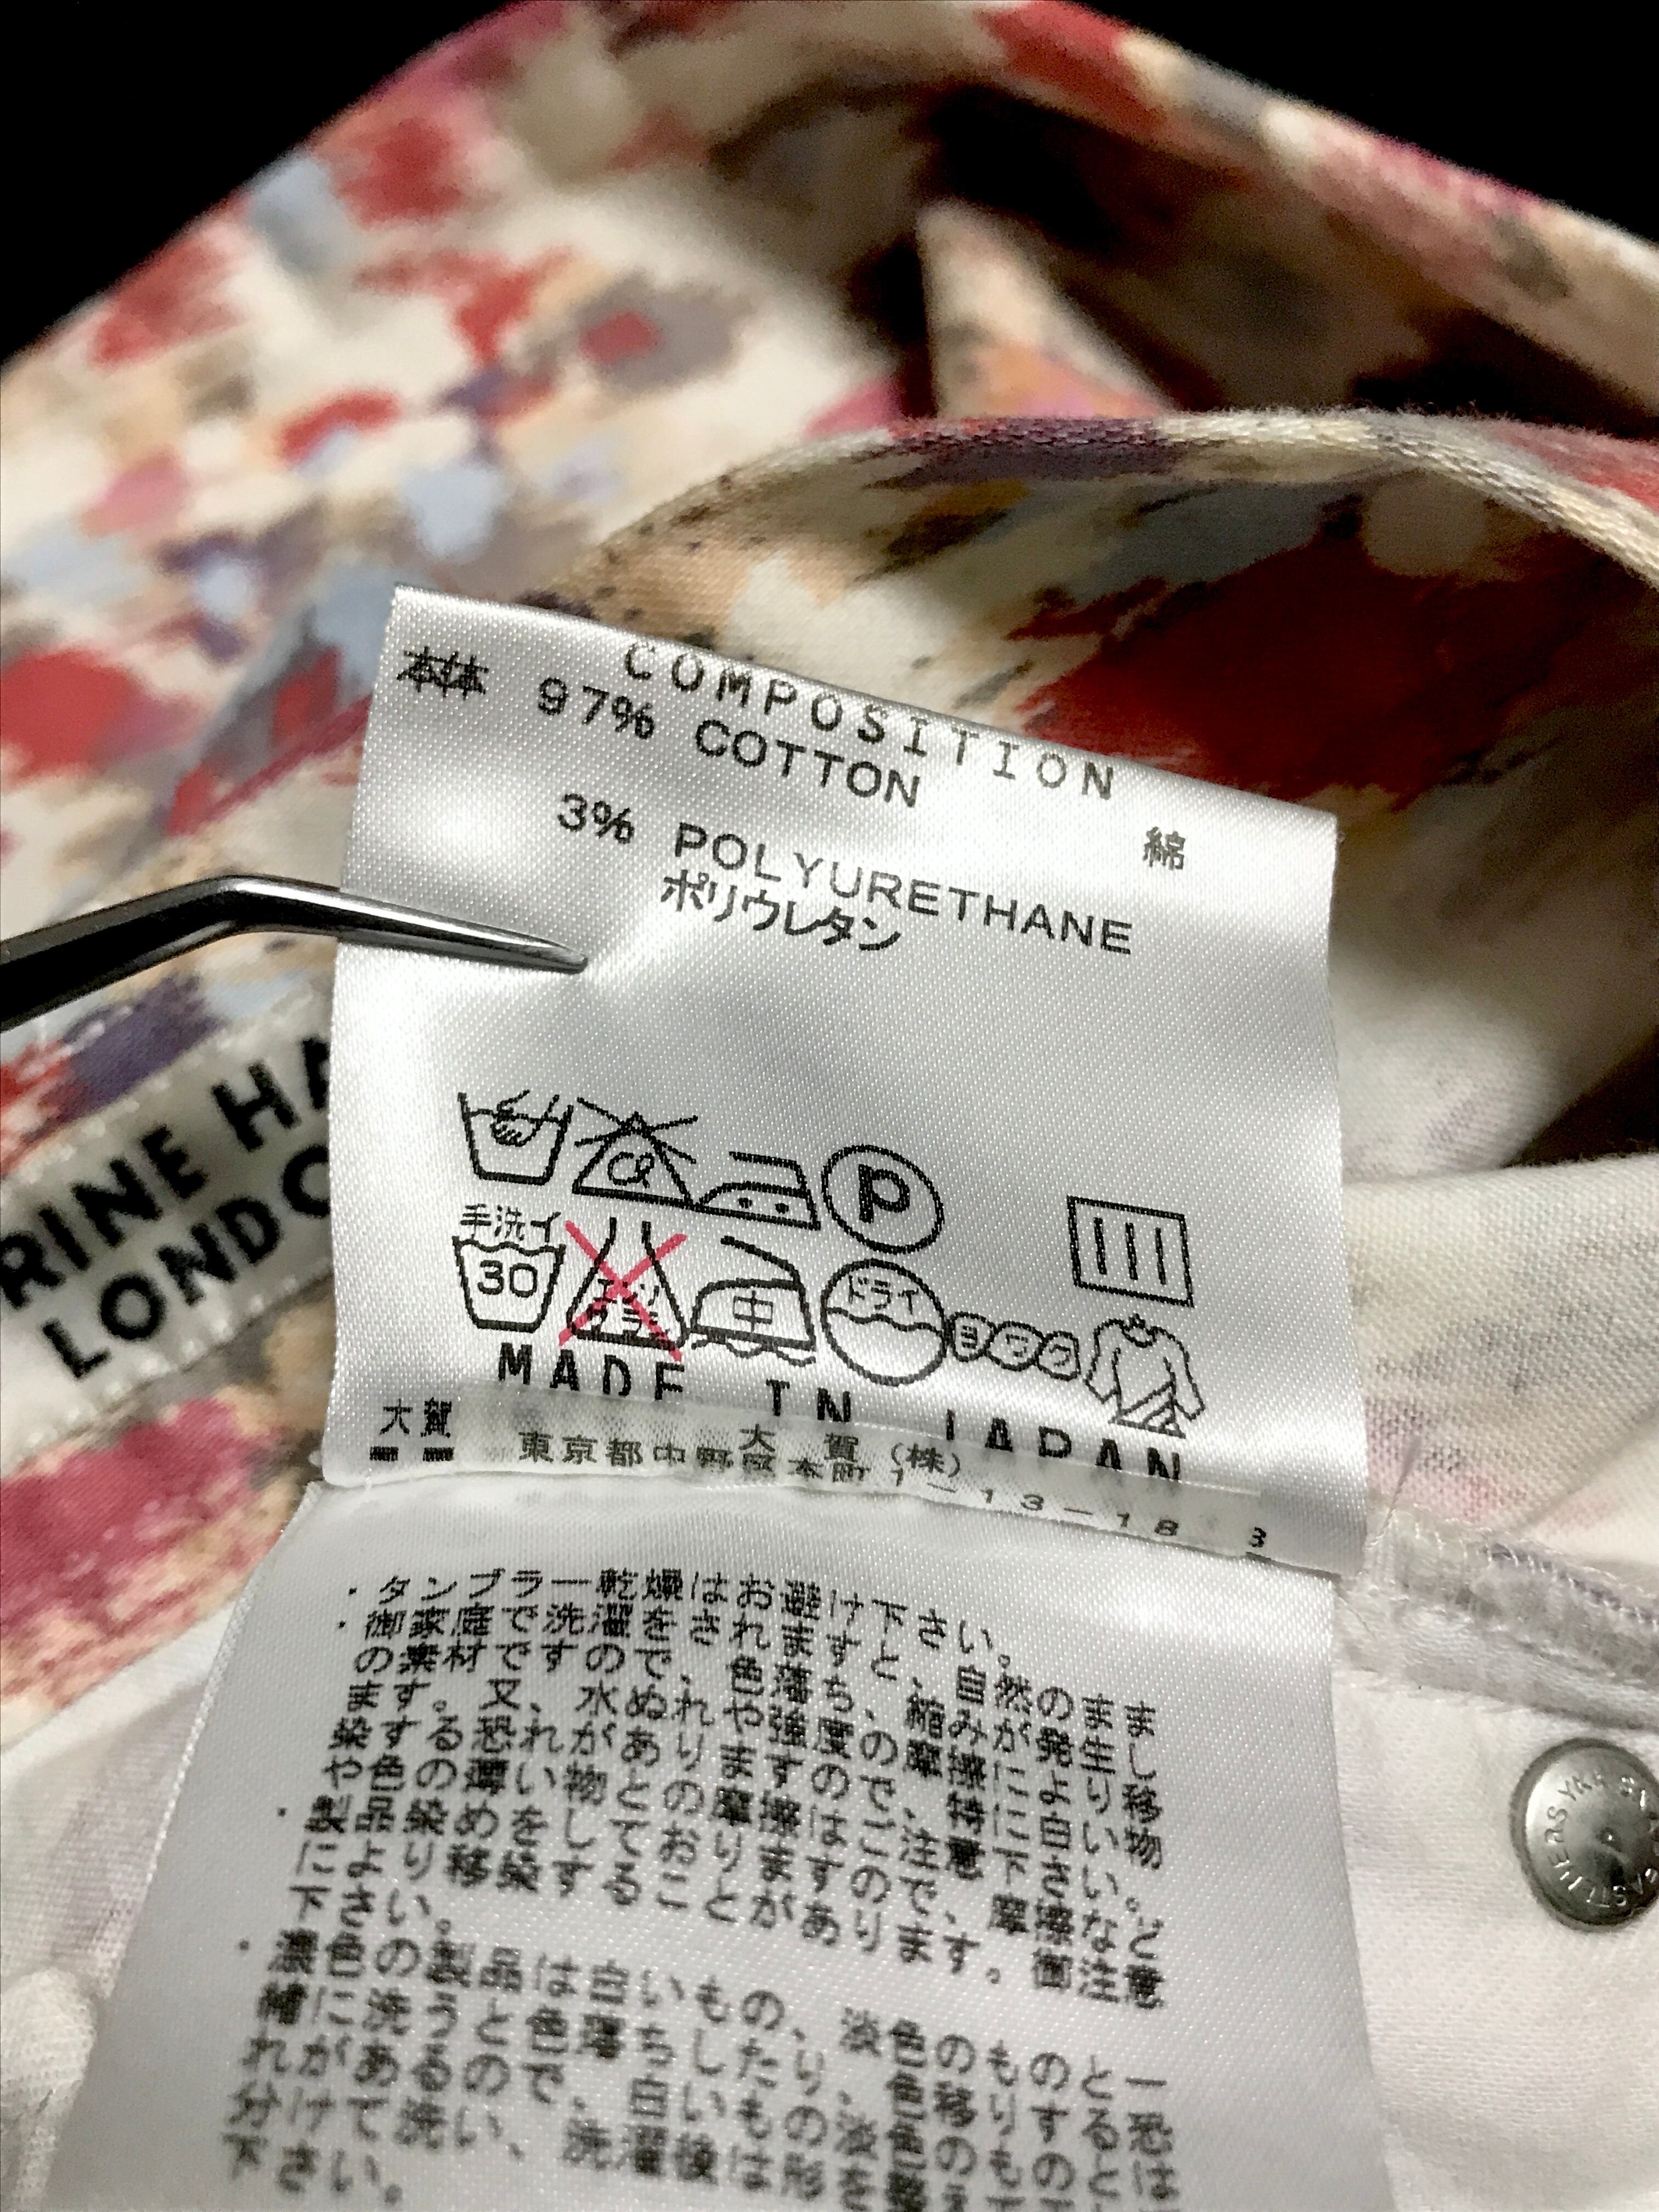 COMPOSITION
本体 97% COTTON 綿
3% POLYURETHANE
ポリウレタン
Cl P
手洗イ
30 エンソ サラシ 中 ドライ ヨワク
MADE IN JAPAN
大賀 大賀(株)
東京都中野区本町1-13-18
RINE HA
LONDO
・タンブラー乾燥はお避け下さい。
・御家庭で洗濯をされますと、自然のまま
の素材ですので、色落ち、縮みが発生し
ます。又、水ぬれや強度の摩擦により移
染する恐れがありますので、特に白い物
や色の薄い物との摩擦はご注意下さい。
・製品染めをしておりますので、摩擦など
により移染することがあります。御注意
下さい。
・濃色の製品は白いもの、淡色のものと一
緒に洗うと色落ちしたり、色移りすると恐
れがあるので、白いもの淡色のものとは
分けて洗い、洗濯後は形を整
下さい。